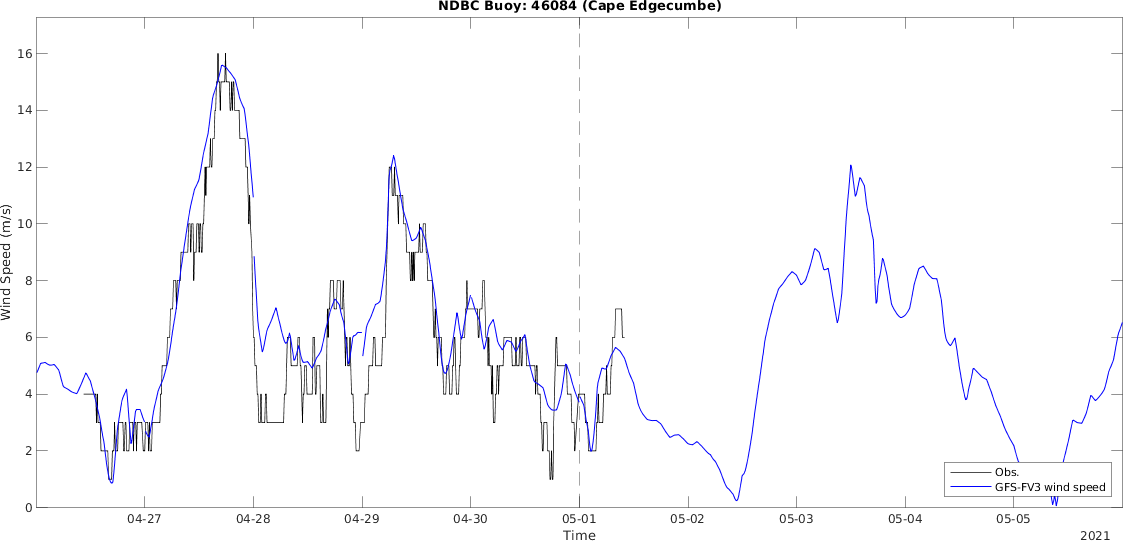 NDBC Buoy: 46084 (Cape Edgecumbe)
Wind Speed (m/s)
16
14
12
10
8
6
4
2
0
Obs.
GFS-FV3 wind speed
04-27 04-28 04-29 04-30 05-01 05-02 05-03 05-04 05-05
Time
2021